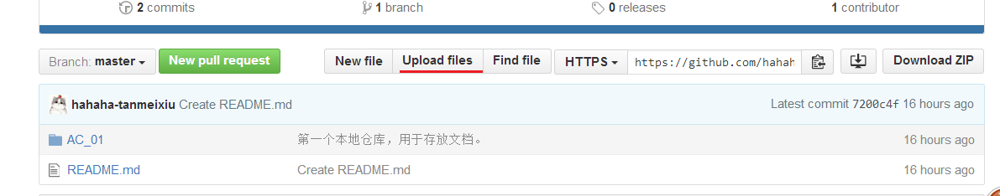 2 commits 1 branch 0 releases 1 contributor
Branch: master New pull request New file Upload files Find file HTTPS https://github.com/hahah Download ZIP
hahaha-tanmeixiu Create README.md Latest commit 7200c4f 16 hours ago
AC_01 第一个本地仓库，用于存放文档。 16 hours ago
README.md Create README.md 16 hours ago